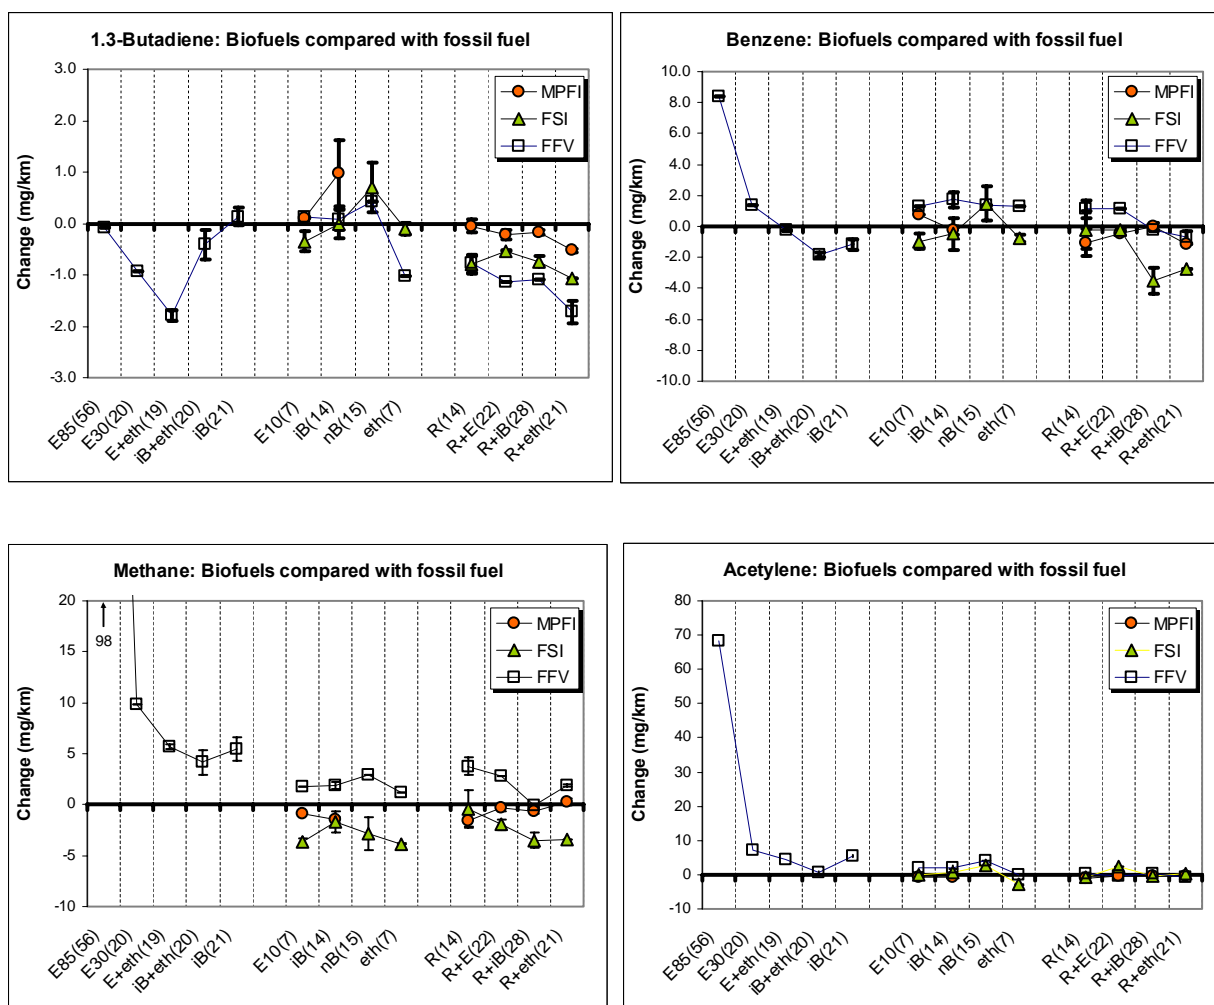 1.3-Butadiene: Biofuels compared with fossil fuel
3.0
2.0
1.0
0.0
-1.0
-2.0
-3.0
Change (mg/km)
MPFI
FSI
FFV
E85(56)
E30(20)
E+eth(19)
iB+eth(20)
iB(21)
E10(7)
iB(14)
nB(15)
eth(7)
R(14)
R+E(22)
R+iB(28)
R+eth(21)
Benzene: Biofuels compared with fossil fuel
10.0
8.0
6.0
4.0
2.0
0.0
-2.0
-4.0
-6.0
-8.0
-10.0
Change (mg/km)
MPFI
FSI
FFV
E85(56)
E30(20)
E+eth(19)
iB+eth(20)
iB(21)
E10(7)
iB(14)
nB(15)
eth(7)
R(14)
R+E(22)
R+iB(28)
R+eth(21)
Methane: Biofuels compared with fossil fuel
20
15
10
5
0
-5
-10
Change (mg/km)
98
MPFI
FSI
FFV
E85(56)
E30(20)
E+eth(19)
iB+eth(20)
iB(21)
E10(7)
iB(14)
nB(15)
eth(7)
R(14)
R+E(22)
R+iB(28)
R+eth(21)
Acetylene: Biofuels compared with fossil fuel
80
70
60
50
40
30
20
10
0
-10
Change (mg/km)
MPFI
FSI
FFV
E85(56)
E30(20)
E+eth(19)
iB+eth(20)
iB(21)
E10(7)
iB(14)
nB(15)
eth(7)
R(14)
R+E(22)
R+iB(28)
R+eth(21)